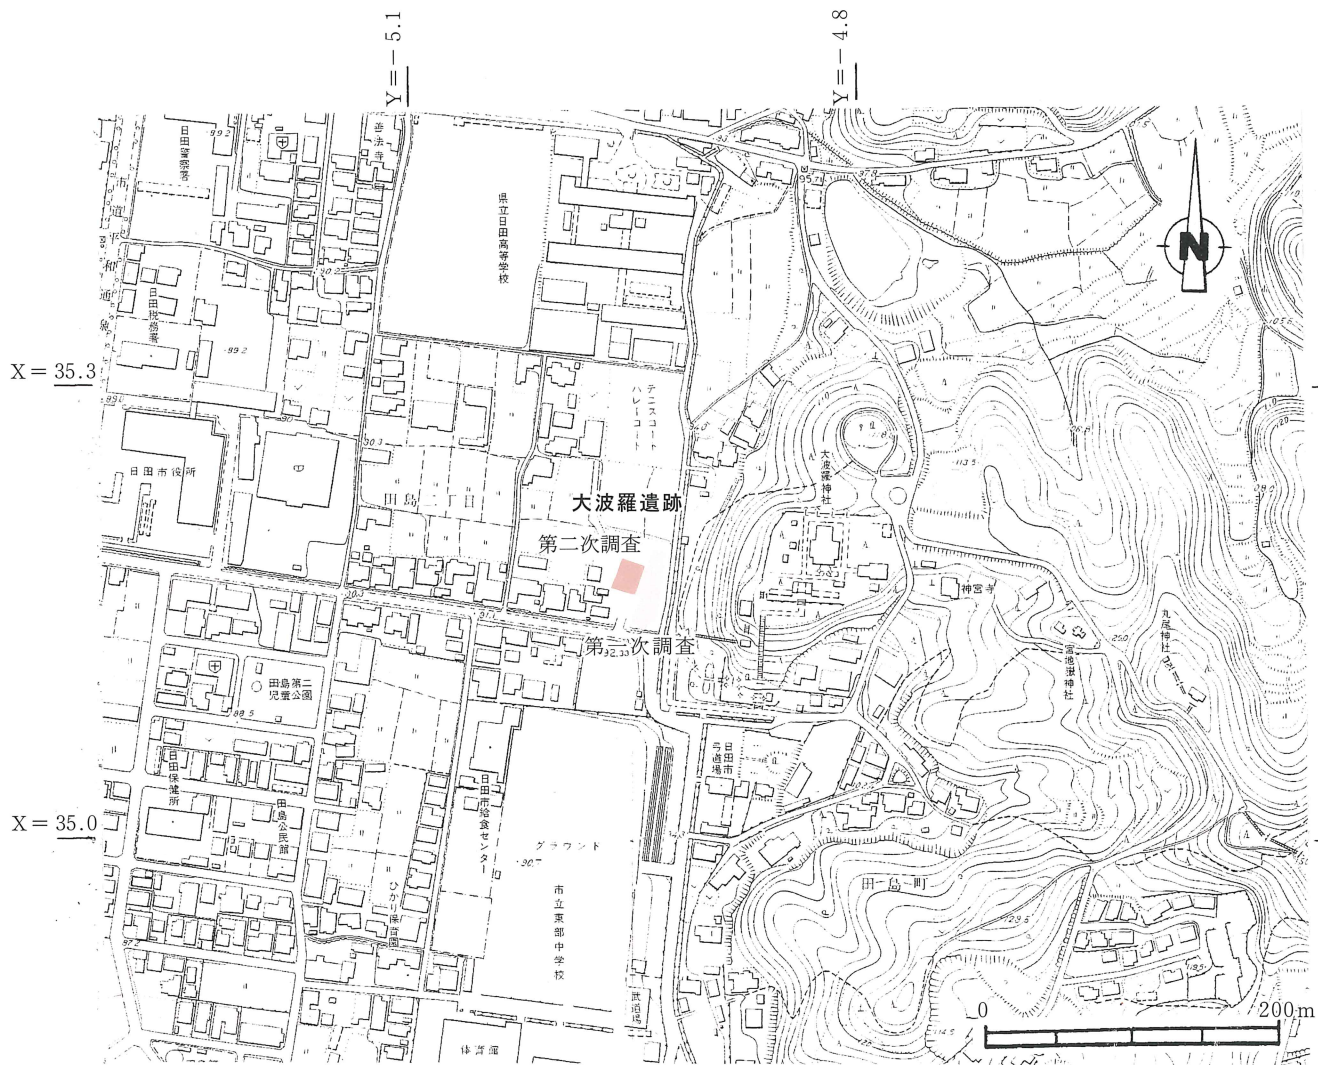 Y=－5.1
Y=－4.8
日田警察署
善法寺
市道平和通線
県立日田高等学校
日田税務署
N
X＝35.3
テニスコート
バレーコート
日田市役所
大波羅神社
田島二丁目
大波羅遺跡
第二次調査
神宮寺
第一次調査
丸尾神社
宮地嶽神社
田島第二
児童公園
日田市
弓道場
日田保健所
田島公民館
日田市給食センター
X＝35.0
グラウンド
田島町
ひかり保育園
市立東部中学校
武道場
体育館
0
200m